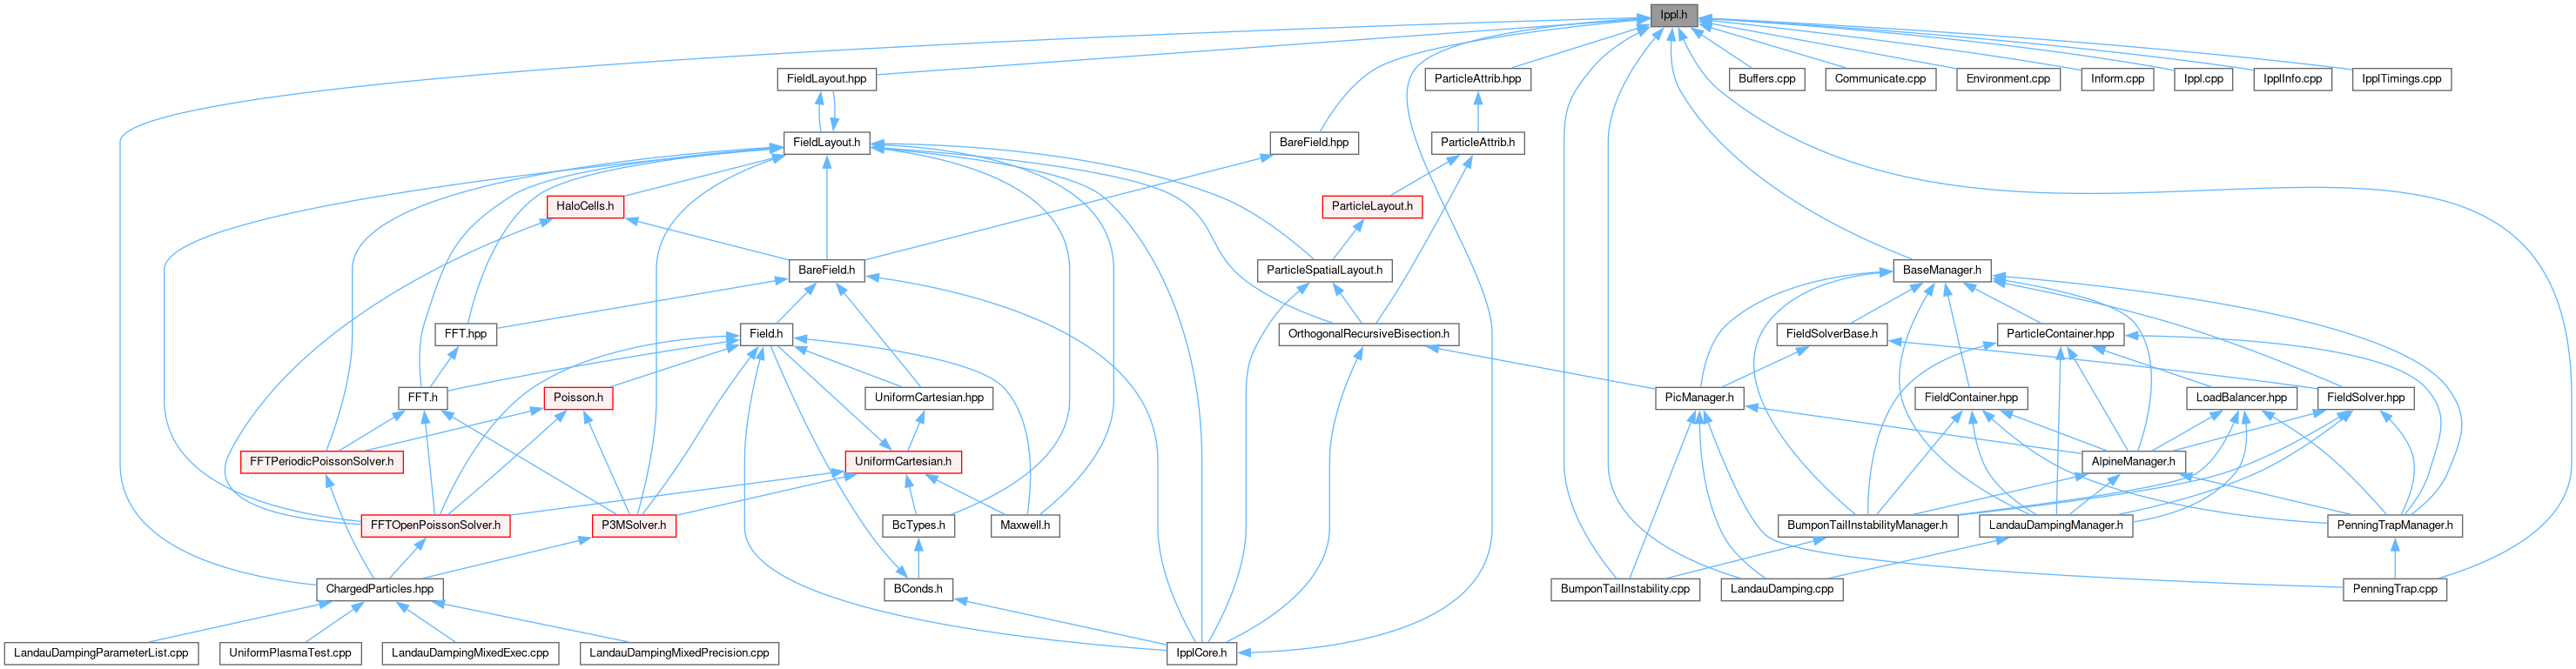 Ippl.h
FieldLayout.hpp
ParticleAttrib.hpp
Buffers.cpp
Communicate.cpp
Environment.cpp
Inform.cpp
Ippl.cpp
IpplInfo.cpp
IpplTimings.cpp
FieldLayout.h
BareField.hpp
ParticleAttrib.h
HaloCells.h
ParticleLayout.h
BareField.h
ParticleSpatialLayout.h
BaseManager.h
FFT.hpp
Field.h
OrthogonalRecursiveBisection.h
FieldSolverBase.h
ParticleContainer.hpp
FFT.h
Poisson.h
UniformCartesian.hpp
PicManager.h
FieldContainer.hpp
LoadBalancer.hpp
FieldSolver.hpp
FFTPeriodicPoissonSolver.h
UniformCartesian.h
AlpineManager.h
FFTOpenPoissonSolver.h
P3MSolver.h
BcTypes.h
Maxwell.h
BumponTailInstabilityManager.h
LandauDampingManager.h
PenningTrapManager.h
ChargedParticles.hpp
BConds.h
BumponTailInstability.cpp
LandauDamping.cpp
PenningTrap.cpp
LandauDampingParameterList.cpp
UniformPlasmaTest.cpp
LandauDampingMixedExec.cpp
LandauDampingMixedPrecision.cpp
IpplCore.h